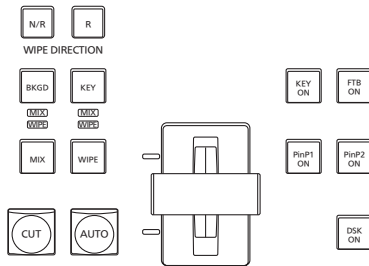 N/R R
WIPE DIRECTION
BKGD KEY
MIX MIX
WIPE WIPE
MIX WIPE
CUT AUTO
KEY ON
FTB ON
PinP1 ON
PinP2 ON
DSK ON